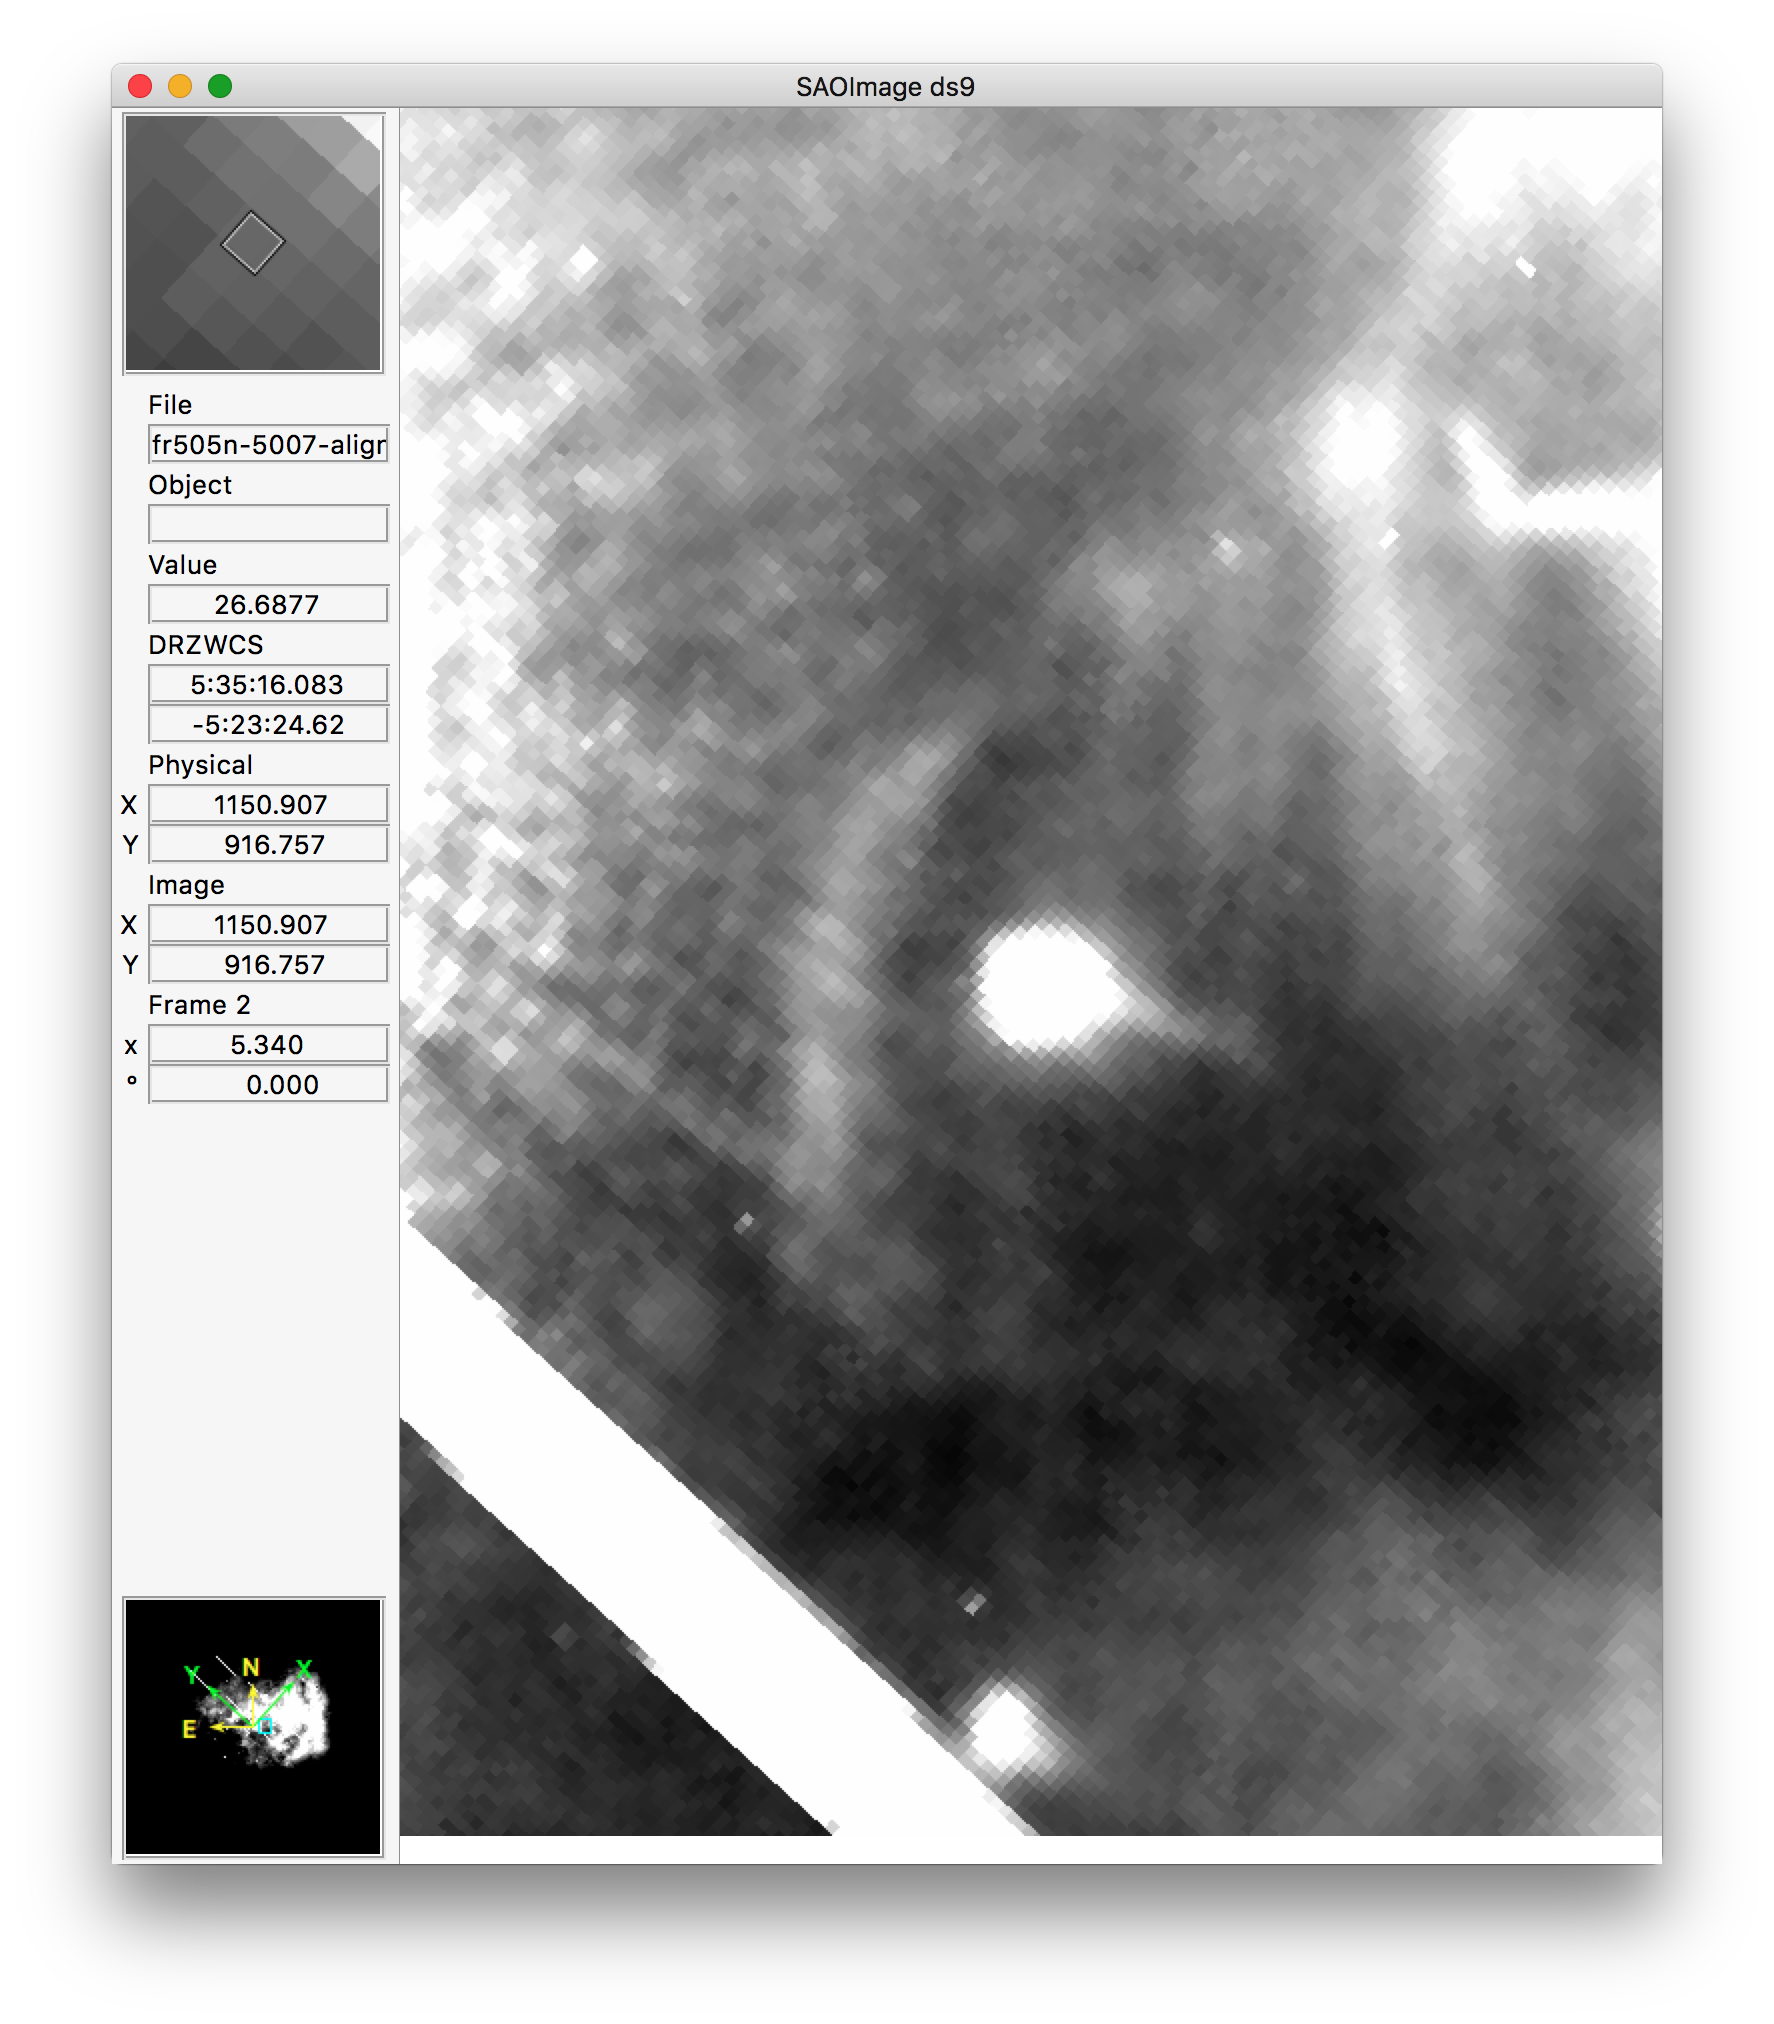 SAOImage ds9
File
fr505n-5007-aligr
Object
Value
26.6877
DRZWCS
5:35:16.083
-5:23:24.62
Physical
X 1150.907
Y 916.757
Image
X 1150.907
Y 916.757
Frame 2
x 5.340
° 0.000
Y N X
E